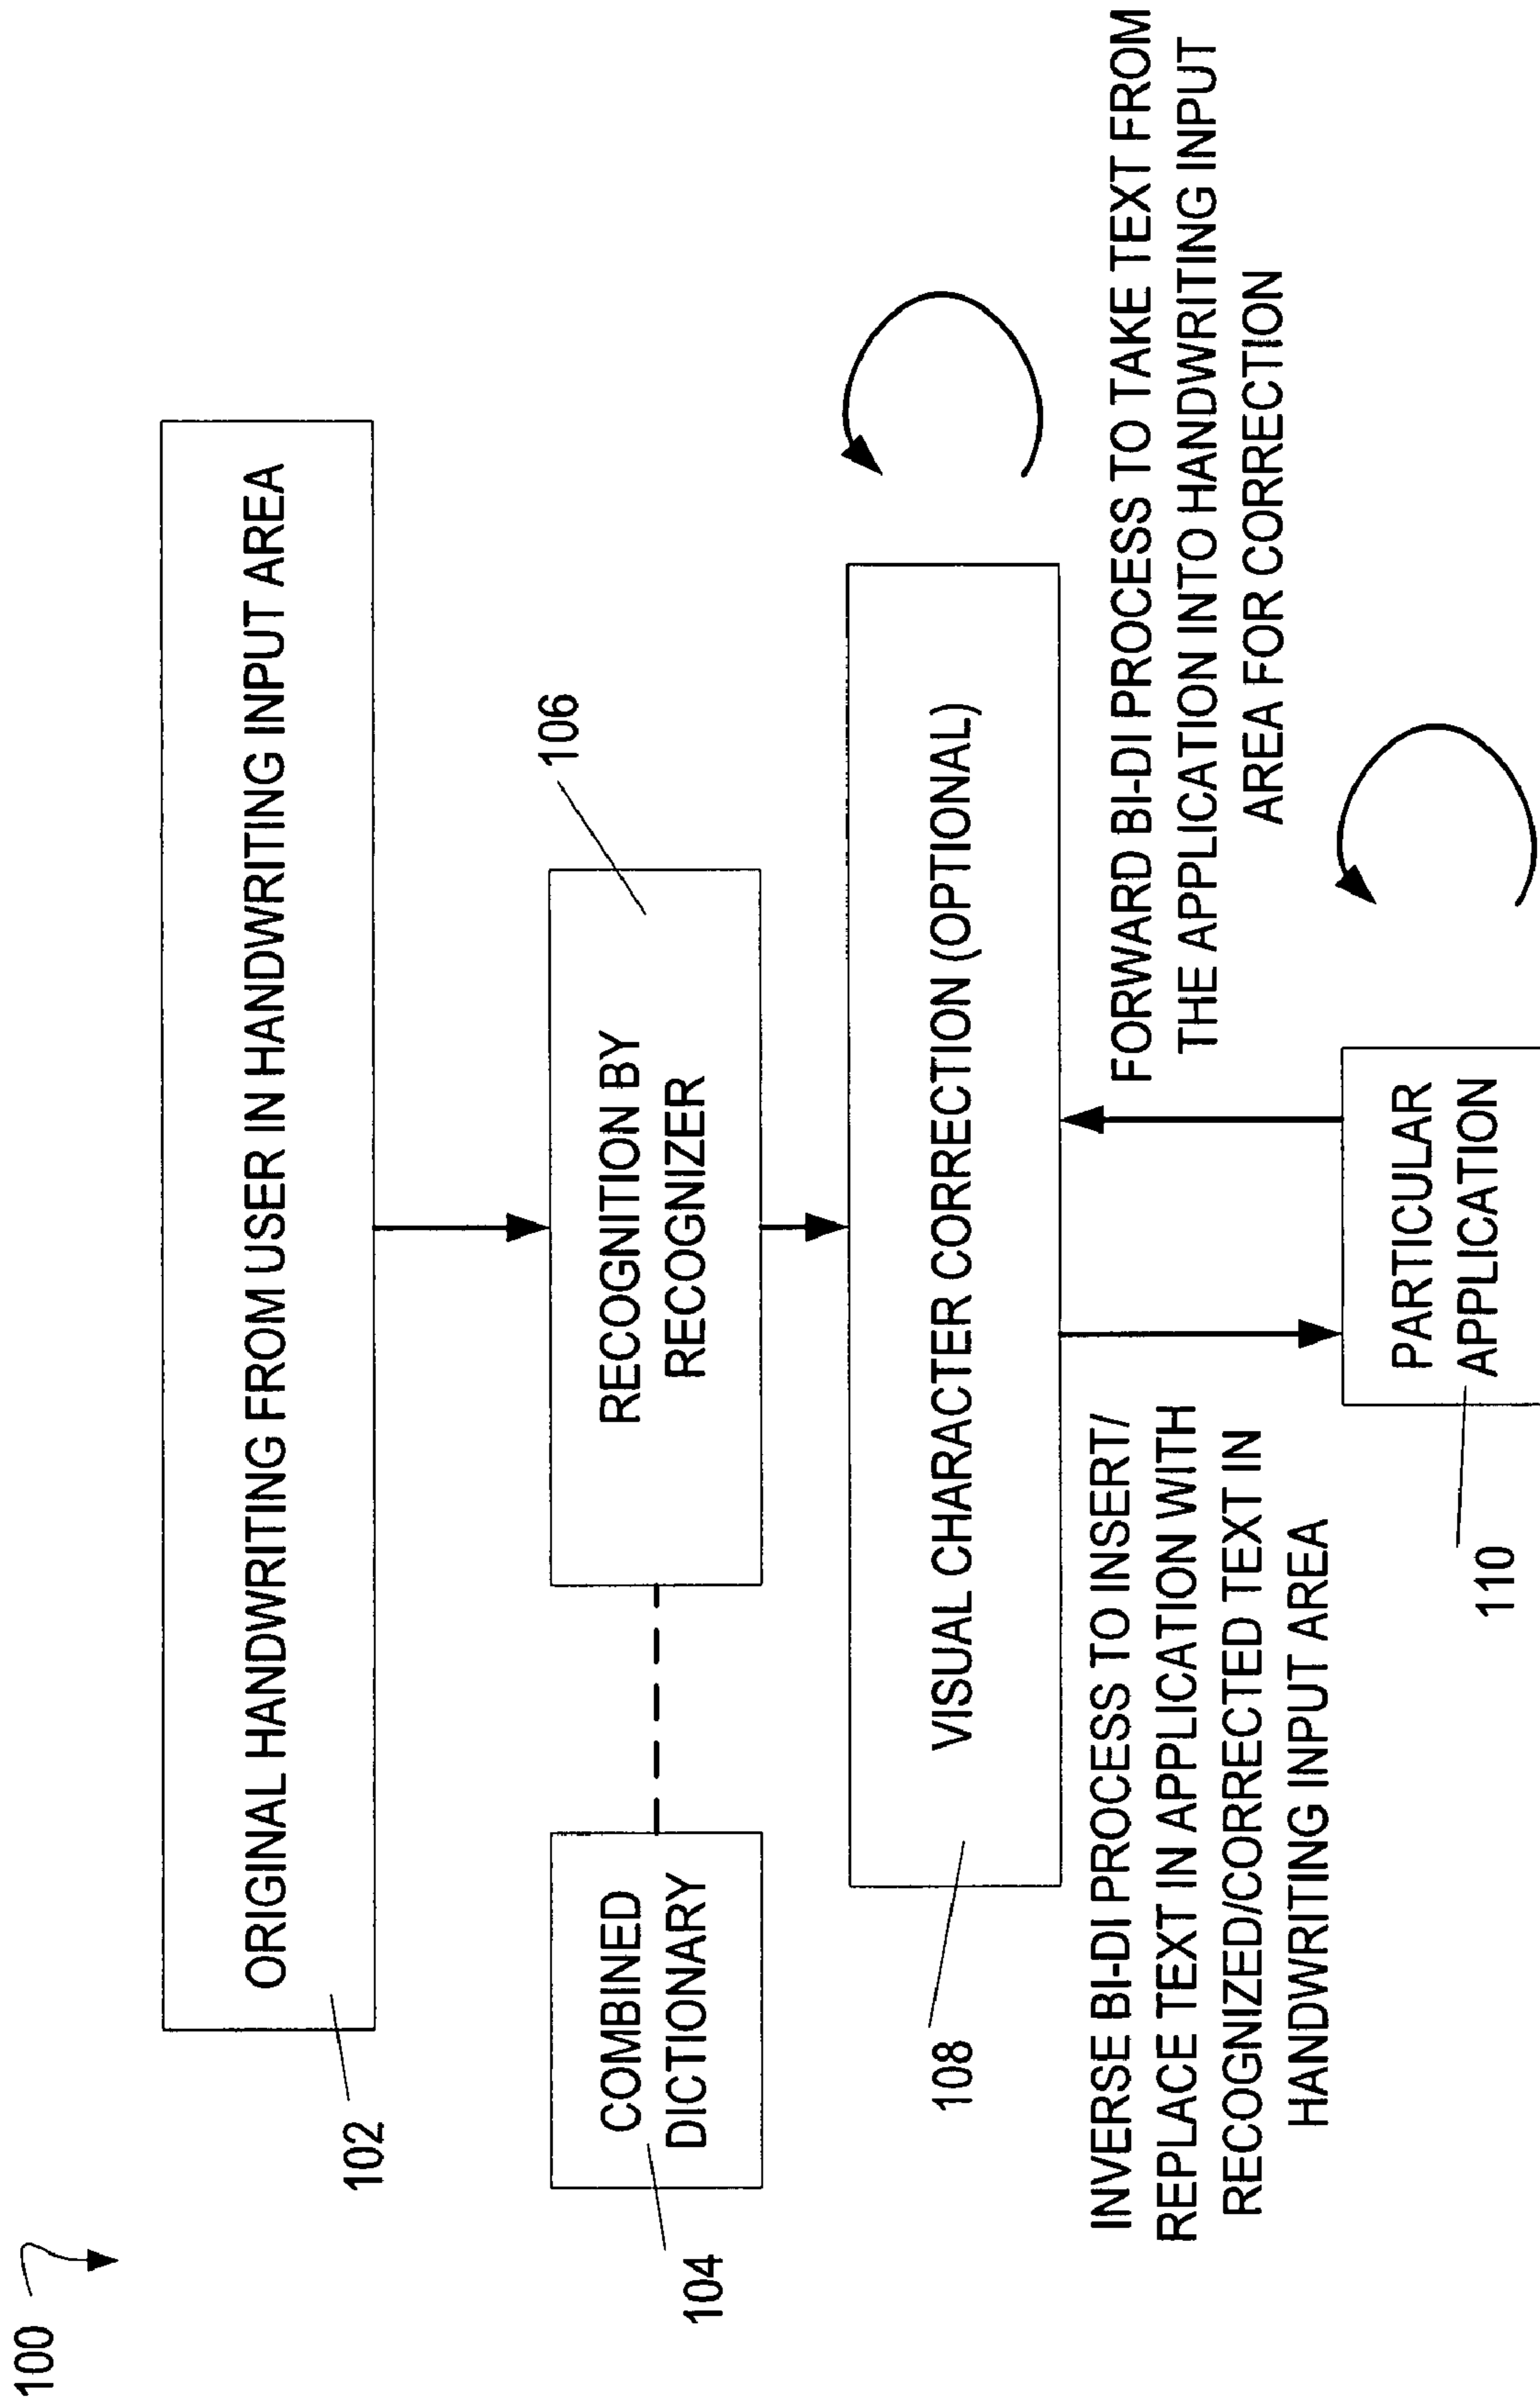 100
ORIGINAL HANDWRITING FROM USER IN HANDWRITING INPUT AREA
102
COMBINED
DICTIONARY
104
RECOGNITION BY
RECOGNIZER
106
VISUAL CHARACTER CORRECTION (OPTIONAL)
108
INVERSE BI-DI PROCESS TO INSERT/
REPLACE TEXT IN APPLICATION WITH
RECOGNIZED/CORRECTED TEXT IN
HANDWRITING INPUT AREA
FORWARD BI-DI PROCESS TO TAKE TEXT FROM
THE APPLICATION INTO HANDWRITING INPUT
AREA FOR CORRECTION
PARTICULAR
APPLICATION
110